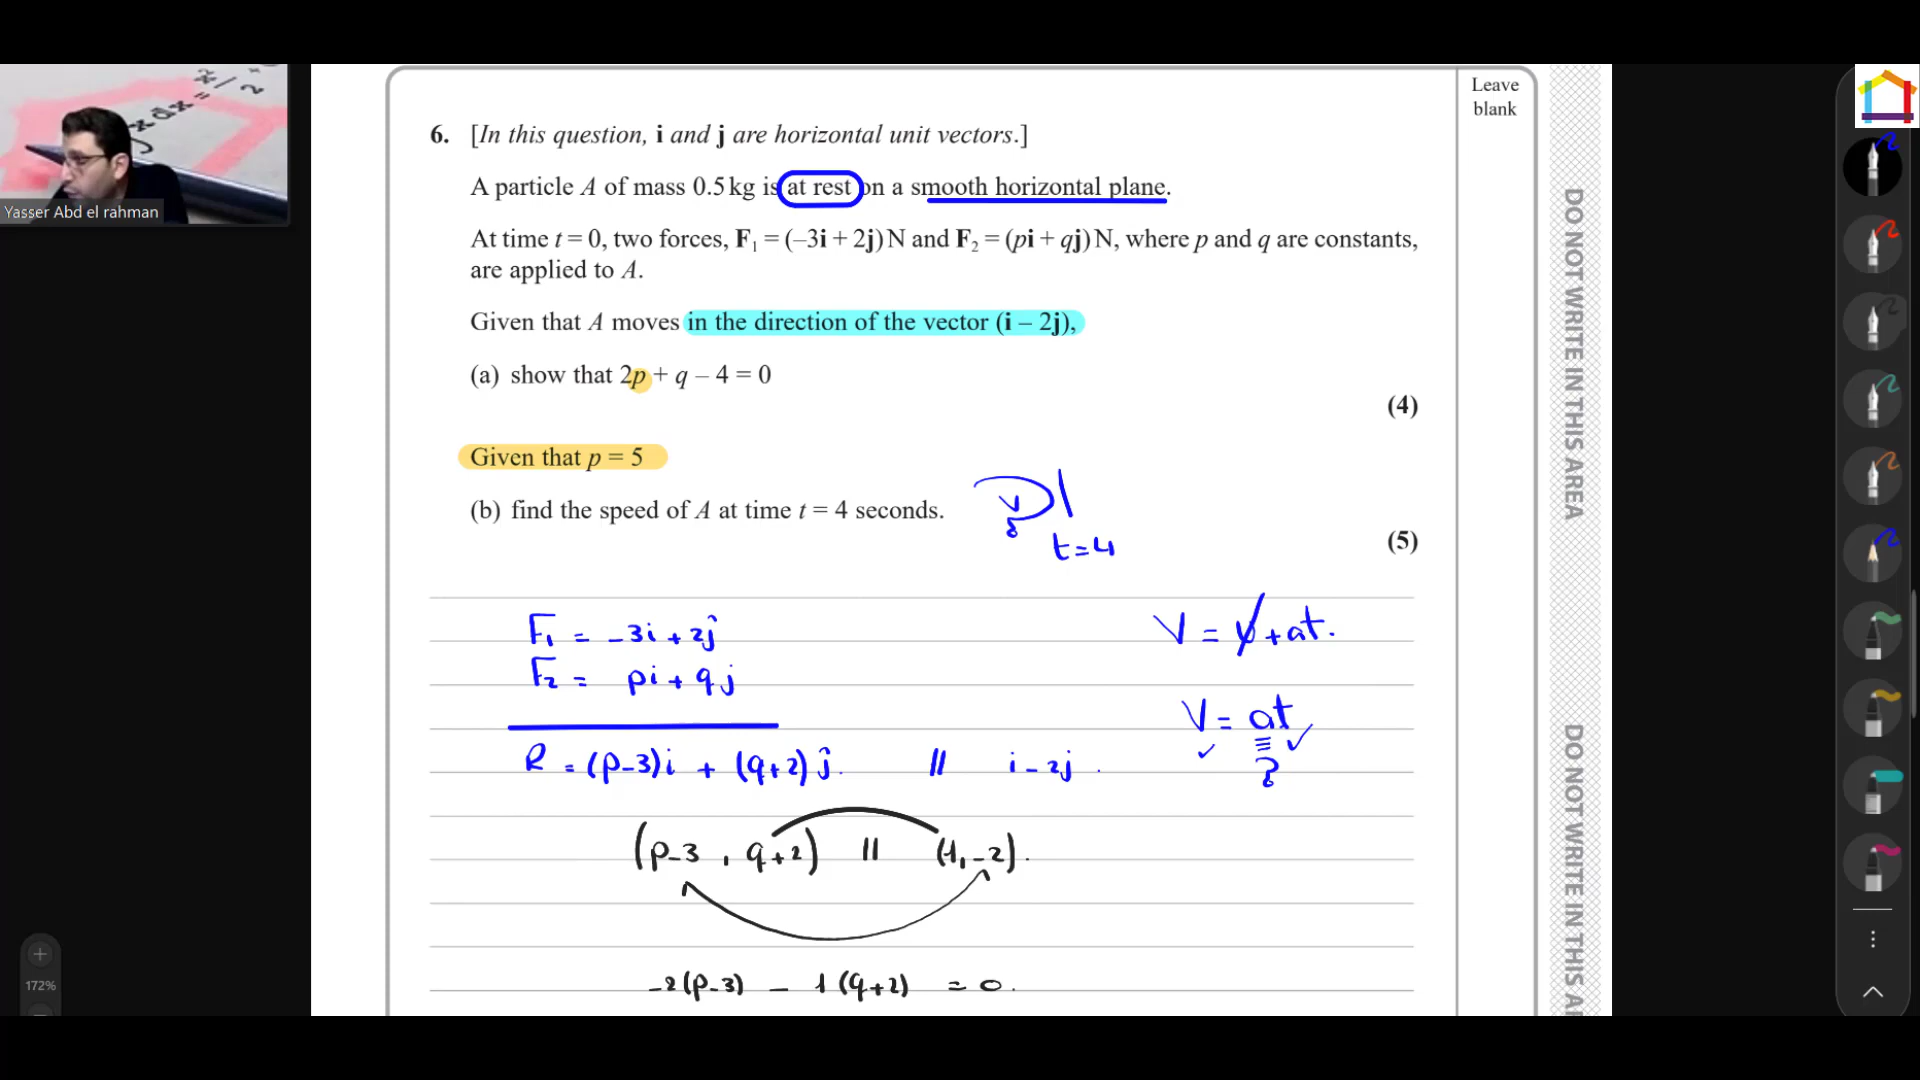 Leave
blank
6. [In this question, i and j are horizontal unit vectors.]
A particle A of mass 0.5 kg is at rest on a smooth horizontal plane.
At time t = 0, two forces, F₁ = (–3i + 2j) N and F₂ = (pi + qj) N, where p and q are constants,
are applied to A.
Given that A moves in the direction of the vector (i – 2j),
(a) show that 2p + q – 4 = 0
(4)
Given that p = 5
(b) find the speed of A at time t = 4 seconds.
(5)
V
?
t = 4
F₁ = -3i + 2j
F₂ = pi + qj
R = (p-3)i + (q+2)j. // i - 2j.
V = u + at.
V = at
?
(p-3, q+2) // (1, -2).
-2(p-3) - 1(q+2) = 0.
DO NOT WRITE IN THIS AREA
DO NOT WRITE IN THIS AR
Yasser Abd el rahman
x dx = x²/2 +
172%